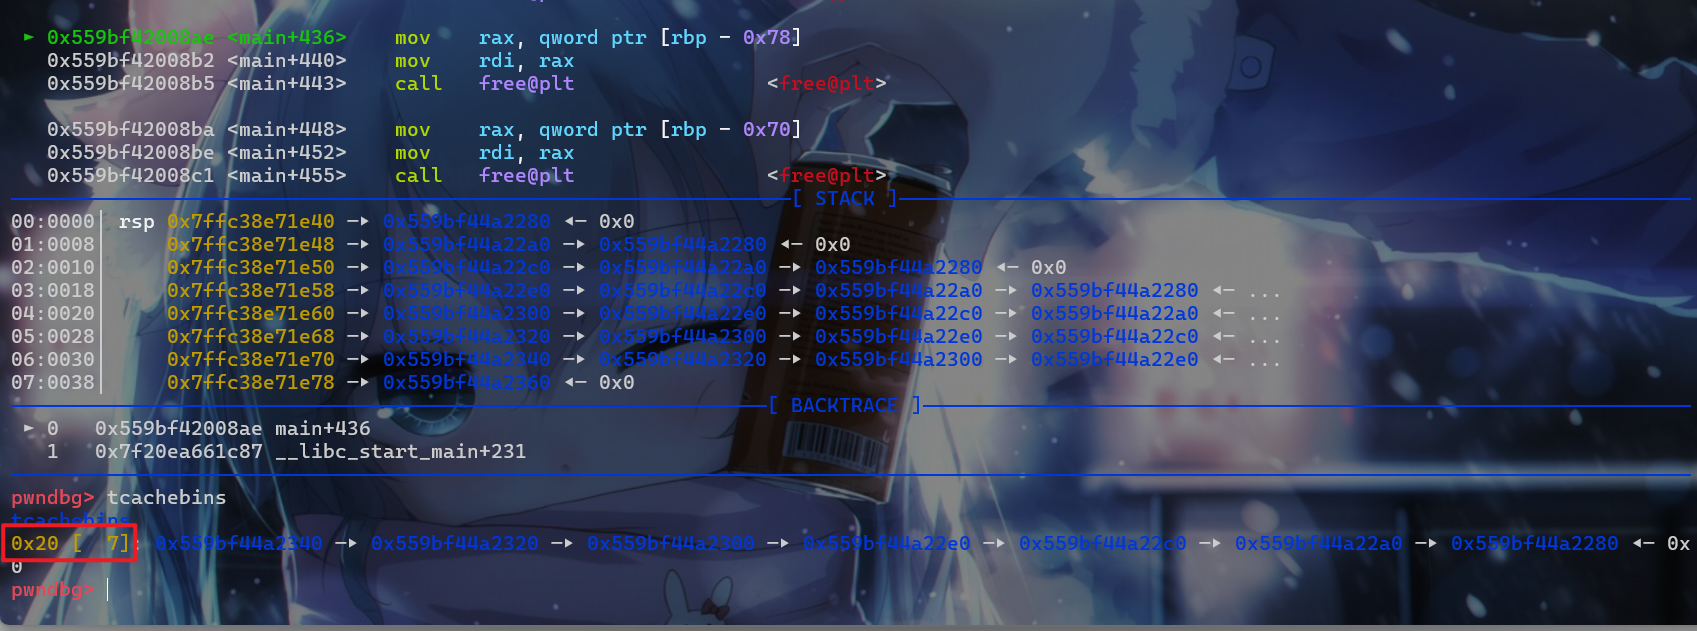 ► 0x559bf42008ae <main+436>    mov    rax, qword ptr [rbp - 0x78]
0x559bf42008b2 <main+440>    mov    rdi, rax
0x559bf42008b5 <main+443>    call   free@plt                <free@plt>
0x559bf42008ba <main+448>    mov    rax, qword ptr [rbp - 0x70]
0x559bf42008be <main+452>    mov    rdi, rax
0x559bf42008c1 <main+455>    call   free@plt                <free@plt>
[ STACK ]
00:0000│ rsp 0x7ffc38e71e40 —▸ 0x559bf44a2280 ◂— 0x0
01:0008│     0x7ffc38e71e48 —▸ 0x559bf44a22a0 —▸ 0x559bf44a2280 ◂— 0x0
02:0010│     0x7ffc38e71e50 —▸ 0x559bf44a22c0 —▸ 0x559bf44a22a0 —▸ 0x559bf44a2280 ◂— 0x0
03:0018│     0x7ffc38e71e58 —▸ 0x559bf44a22e0 —▸ 0x559bf44a22c0 —▸ 0x559bf44a22a0 —▸ 0x559bf44a2280 ◂— ...
04:0020│     0x7ffc38e71e60 —▸ 0x559bf44a2300 —▸ 0x559bf44a22e0 —▸ 0x559bf44a22c0 —▸ 0x559bf44a22a0 ◂— ...
05:0028│     0x7ffc38e71e68 —▸ 0x559bf44a2320 —▸ 0x559bf44a2300 —▸ 0x559bf44a22e0 —▸ 0x559bf44a22c0 ◂— ...
06:0030│     0x7ffc38e71e70 —▸ 0x559bf44a2340 —▸ 0x559bf44a2320 —▸ 0x559bf44a2300 —▸ 0x559bf44a22e0 ◂— ...
07:0038│     0x7ffc38e71e78 —▸ 0x559bf44a2360 ◂— 0x0
[ BACKTRACE ]
► 0   0x559bf42008ae main+436
1   0x7f20ea661c87 __libc_start_main+231
pwndbg> tcachebins
tcachebins
0x20 [  7]: 0x559bf44a2340 —▸ 0x559bf44a2320 —▸ 0x559bf44a2300 —▸ 0x559bf44a22e0 —▸ 0x559bf44a22c0 —▸ 0x559bf44a22a0 —▸ 0x559bf44a2280 ◂— 0x
0
pwndbg>